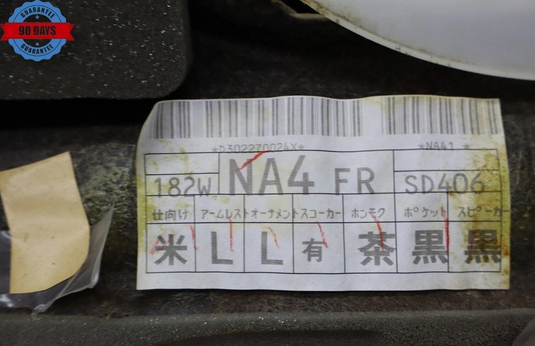 GUARANTEE
90 DAYS
GUARANTEE
*D302270024X* *NA41 *
182W NA4 FR SD406
仕向け アームレスト オーナメント スコーカー ホンモク ポケット スピーカー
米 L L 有 茶 黒 黒